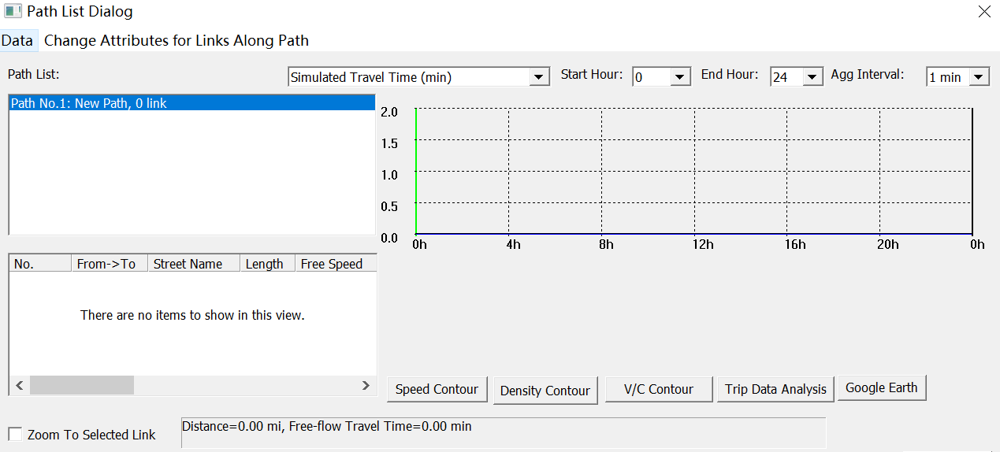 Path List Dialog
Data Change Attributes for Links Along Path
Path List: Simulated Travel Time (min) Start Hour: 0 End Hour: 24 Agg Interval: 1 min
Path No.1: New Path, 0 link
2.0
1.5
1.0
0.5
0.0
0h 4h 8h 12h 16h 20h 0h
No. From->To Street Name Length Free Speed
There are no items to show in this view.
Speed Contour Density Contour V/C Contour Trip Data Analysis Google Earth
Zoom To Selected Link Distance=0.00 mi, Free-flow Travel Time=0.00 min